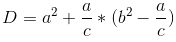 D = a^2 + \frac{a}{c} * (b^2 - \frac{a}{c})